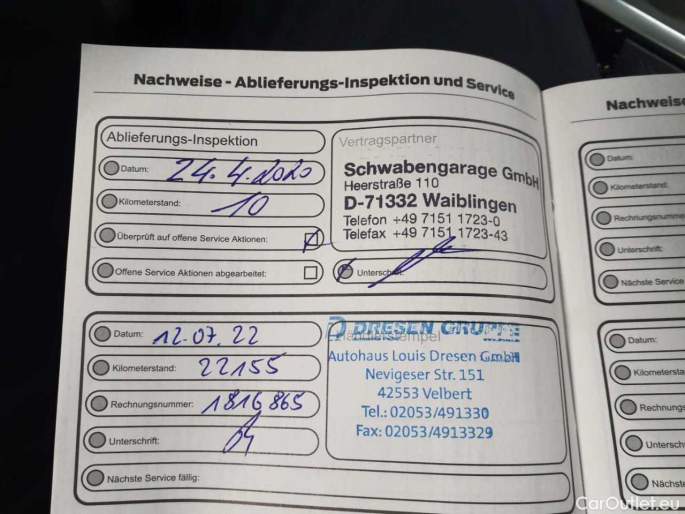 Nachweise - Ablieferungs-Inspektion und Service
Ablieferungs-Inspektion
Datum: 24.4.2020
Kilometerstand: 10
Überprüft auf offene Service Aktionen:
Offene Service Aktionen abgearbeitet:
Vertragspartner
Schwabengarage GmbH
Heerstraße 110
D-71332 Waiblingen
Telefon +49 7151 1723-0
Telefax +49 7151 1723-43
Datum: 12.07.22
Kilometerstand: 22155
Rechnungsnummer: 1816865
Unterschrift:
Nächste Service fällig:
DRESEN GRUPPE
Händlerstempel
Autohaus Louis Dresen GmbH
Nevigeser Str. 151
42553 Velbert
Tel.: 02053/491330
Fax: 02053/4913329
Nachweise
Datum:
Kilometerstand:
Unterschrift:
Nächste Service
Datum:
CarOutlet.eu